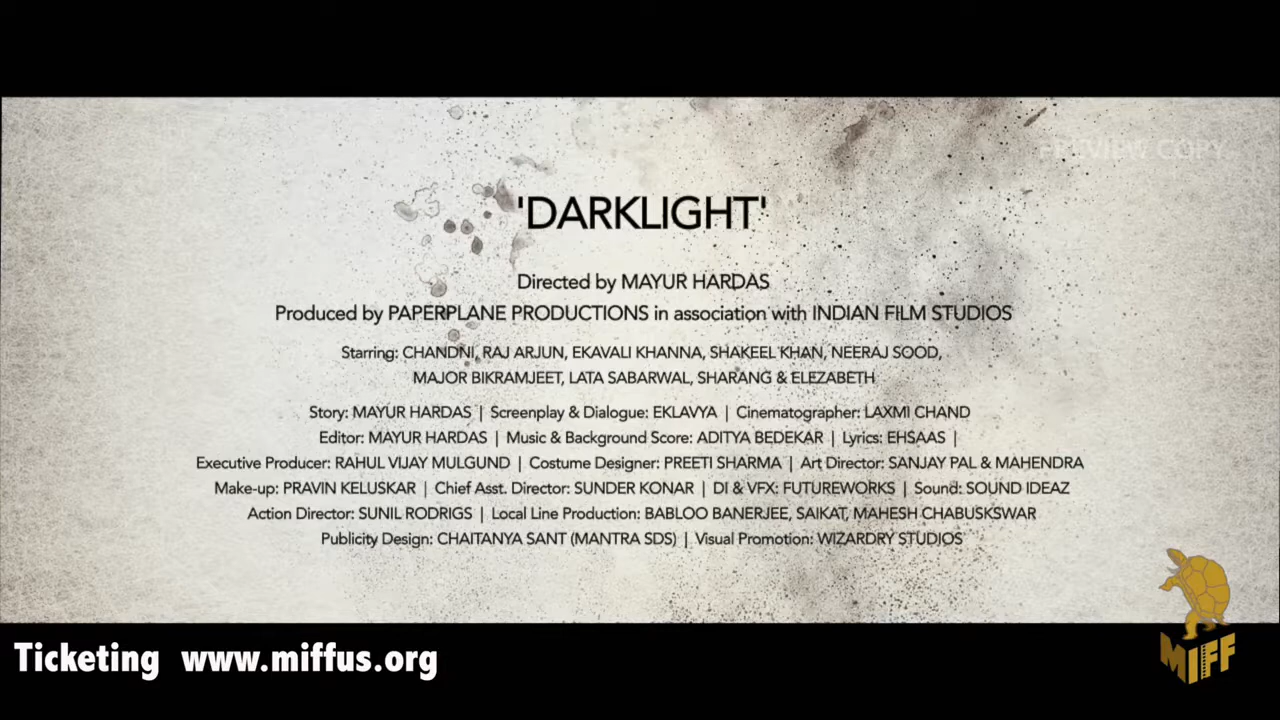 PREVIEW COPY
'DARKLIGHT'
Directed by MAYUR HARDAS
Produced by PAPERPLANE PRODUCTIONS in association with INDIAN FILM STUDIOS
Starring: CHANDNI, RAJ ARJUN, EKAVALI KHANNA, SHAKEEL KHAN, NEERAJ SOOD,
MAJOR BIKRAMJEET, LATA SABARWAL, SHARANG & ELEZABETH
Story: MAYUR HARDAS | Screenplay & Dialogue: EKLAVYA | Cinematographer: LAXMI CHAND
Editor: MAYUR HARDAS | Music & Background Score: ADITYA BEDEKAR | Lyrics: EHSAAS |
Executive Producer: RAHUL VIJAY MULGUND | Costume Designer: PREETI SHARMA | Art Director: SANJAY PAL & MAHENDRA
Make-up: PRAVIN KELUSKAR | Chief Asst. Director: SUNDER KONAR | DI & VFX: FUTUREWORKS | Sound: SOUND IDEAZ
Action Director: SUNIL RODRIGS | Local Line Production: BABLOO BANERJEE, SAIKAT, MAHESH CHABUSKSWAR
Publicity Design: CHAITANYA SANT (MANTRA SDS) | Visual Promotion: WIZARDRY STUDIOS
Ticketing www.miffus.org
MIFF